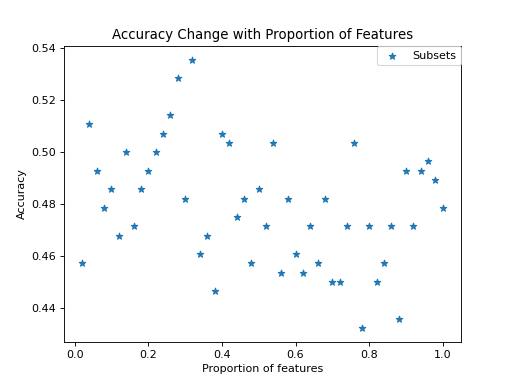 Accuracy Change with Proportion of Features
Subsets
0.54
0.52
0.50
0.48
0.46
0.44
Accuracy
0.0 0.2 0.4 0.6 0.8 1.0
Proportion of features